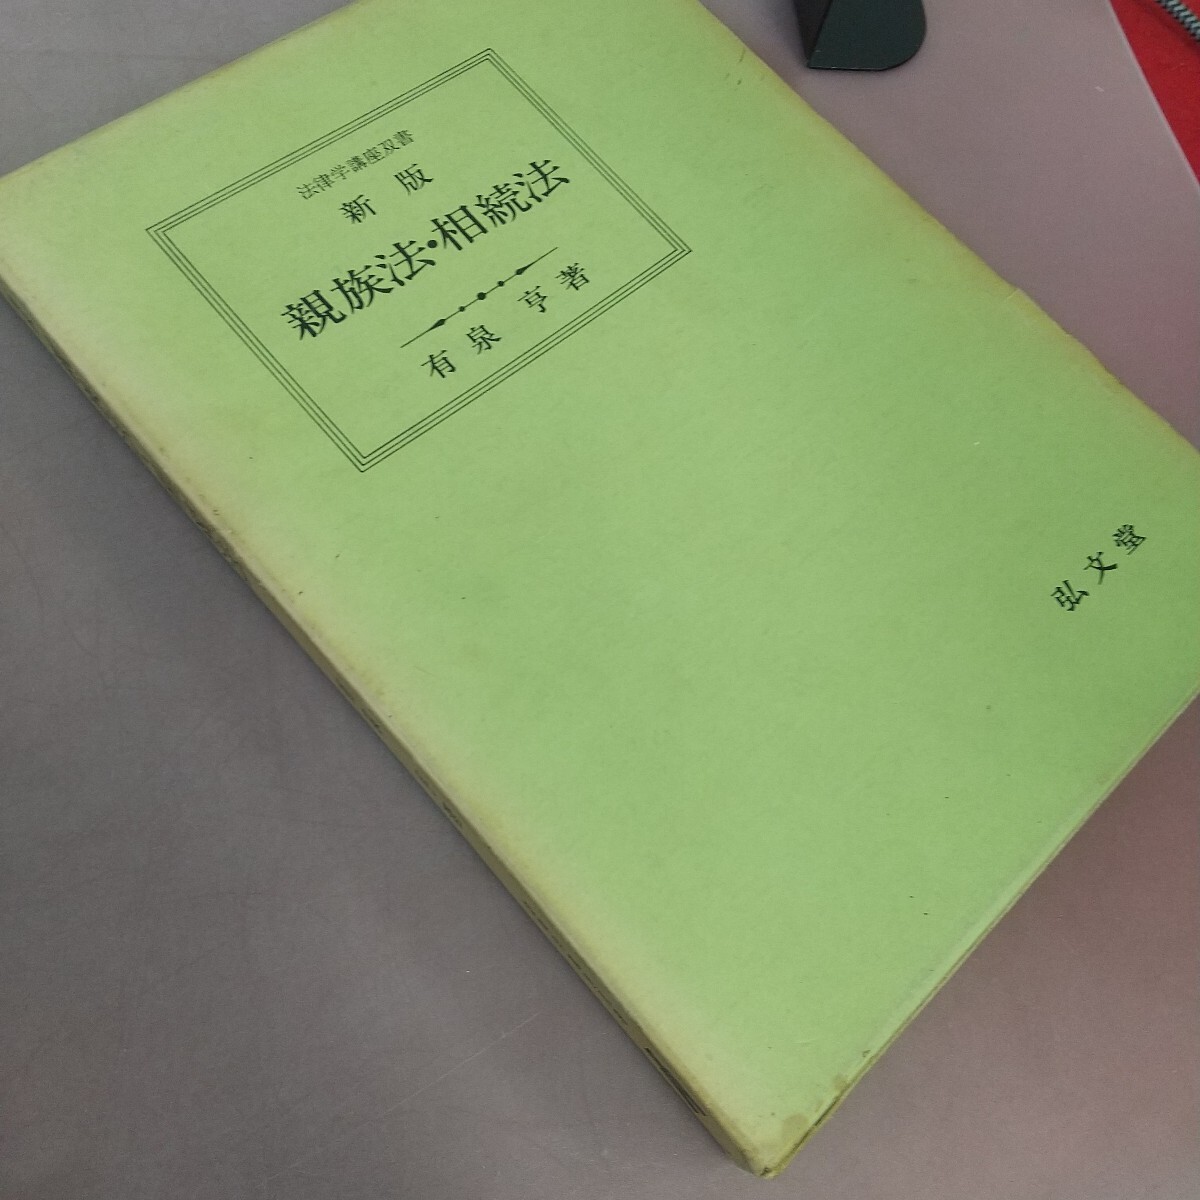 法律学講座双書
新版
親族法・相続法
有泉亨著
弘文堂